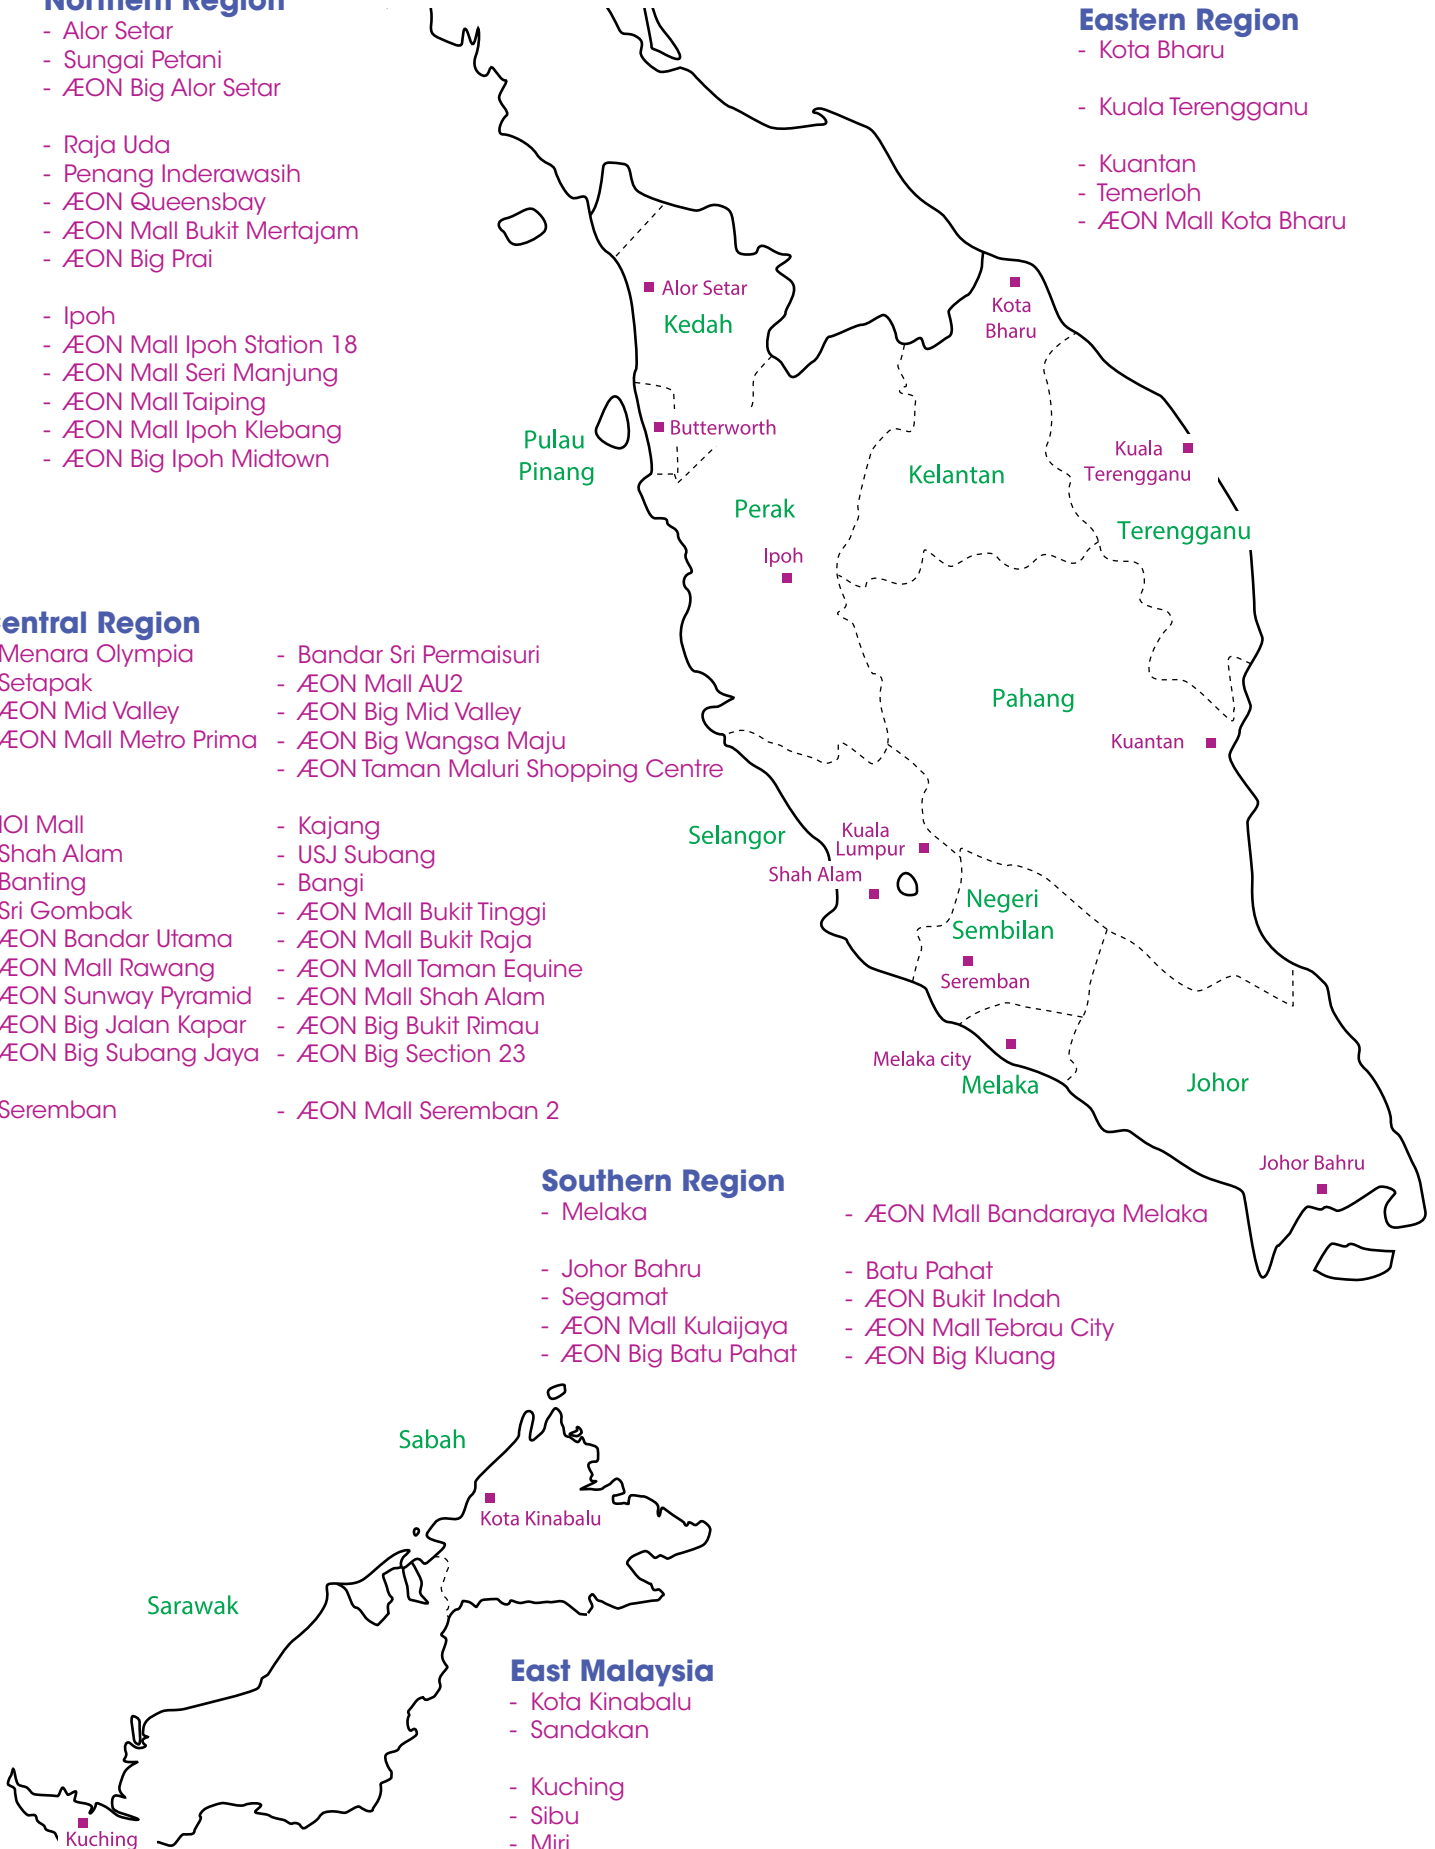 Northern Region
- Alor Setar
- Sungai Petani
- ÆON Big Alor Setar
- Raja Uda
- Penang Inderawasih
- ÆON Queensbay
- ÆON Mall Bukit Mertajam
- ÆON Big Prai
- Ipoh
- ÆON Mall Ipoh Station 18
- ÆON Mall Seri Manjung
- ÆON Mall Taiping
- ÆON Mall Ipoh Klebang
- ÆON Big Ipoh Midtown
Eastern Region
- Kota Bharu
- Kuala Terengganu
- Kuantan
- Temerloh
- ÆON Mall Kota Bharu
Alor Setar
Kedah
Kota
Bharu
Butterworth
Pulau
Pinang
Kuala
Terengganu
Kelantan
Perak
Terengganu
Ipoh
Pahang
Kuantan
Selangor
Kuala
Lumpur
Shah Alam
Negeri
Sembilan
Seremban
Melaka city
Melaka
Johor
Johor Bahru
entral Region
Menara Olympia
Setapak
ÆON Mid Valley
ÆON Mall Metro Prima
- Bandar Sri Permaisuri
- ÆON Mall AU2
- ÆON Big Mid Valley
- ÆON Big Wangsa Maju
- ÆON Taman Maluri Shopping Centre
IOI Mall
Shah Alam
Banting
Sri Gombak
ÆON Bandar Utama
ÆON Mall Rawang
ÆON Sunway Pyramid
ÆON Big Jalan Kapar
ÆON Big Subang Jaya
- Kajang
- USJ Subang
- Bangi
- ÆON Mall Bukit Tinggi
- ÆON Mall Bukit Raja
- ÆON Mall Taman Equine
- ÆON Mall Shah Alam
- ÆON Big Bukit Rimau
- ÆON Big Section 23
Seremban
- ÆON Mall Seremban 2
Southern Region
- Melaka
- ÆON Mall Bandaraya Melaka
- Johor Bahru
- Segamat
- ÆON Mall Kulaijaya
- ÆON Big Batu Pahat
- Batu Pahat
- ÆON Bukit Indah
- ÆON Mall Tebrau City
- ÆON Big Kluang
Sabah
Kota Kinabalu
Sarawak
Kuching
East Malaysia
- Kota Kinabalu
- Sandakan
- Kuching
- Sibu
- Miri